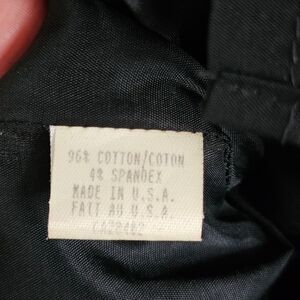 96% COTTON/COTON
4% SPANDEX
MADE IN U.S.A.
FAIT AU U.S.A.